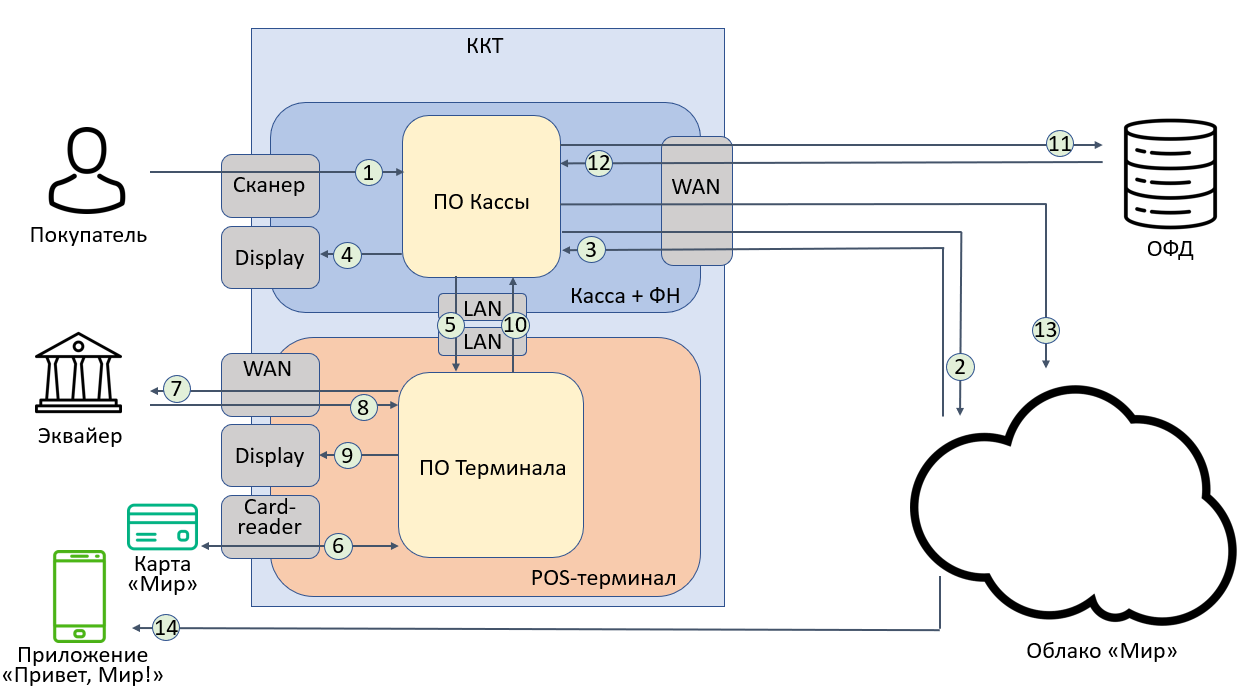 ККТ
11
12
1
Сканер
ПО Кассы
WAN
Покупатель
ОФД
3
4
Display
Касса + ФН
LAN
5
10
13
LAN
WAN
2
7
8
Эквайер
Display
9
ПО Терминала
Card-
reader
6
Карта
«Мир»
POS-терминал
14
Приложение
«Привет, Мир!»
Облако «Мир»